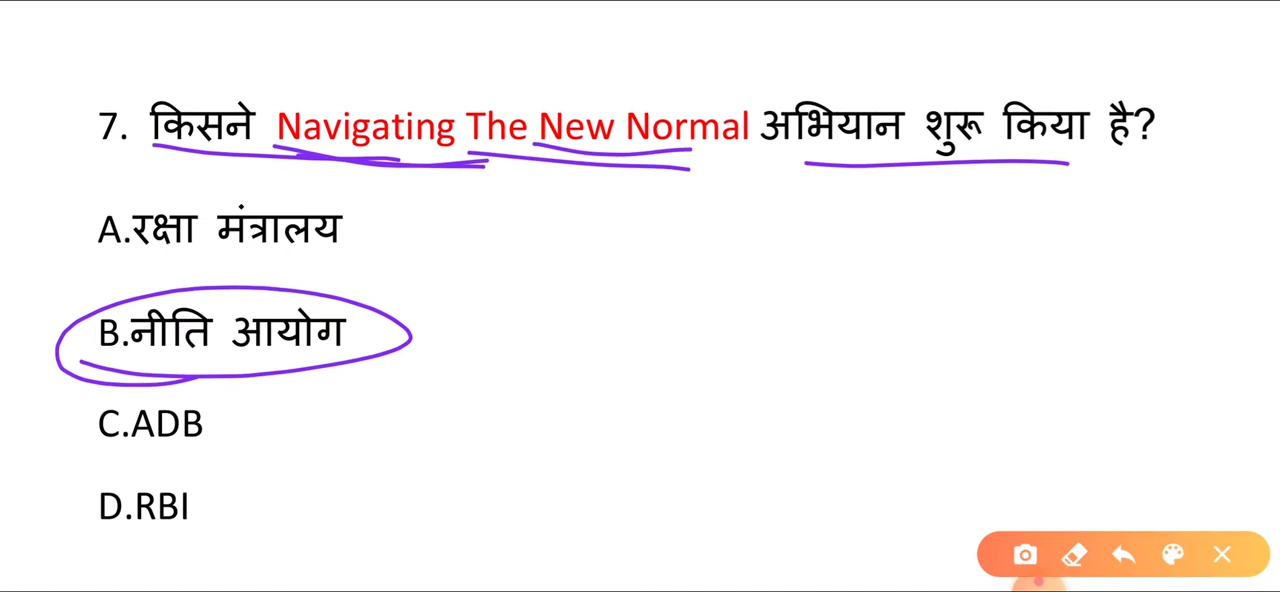 7. किसने Navigating The New Normal अभियान शुरू किया है?
A.रक्षा मंत्रालय
B.नीति आयोग
C.ADB
D.RBI